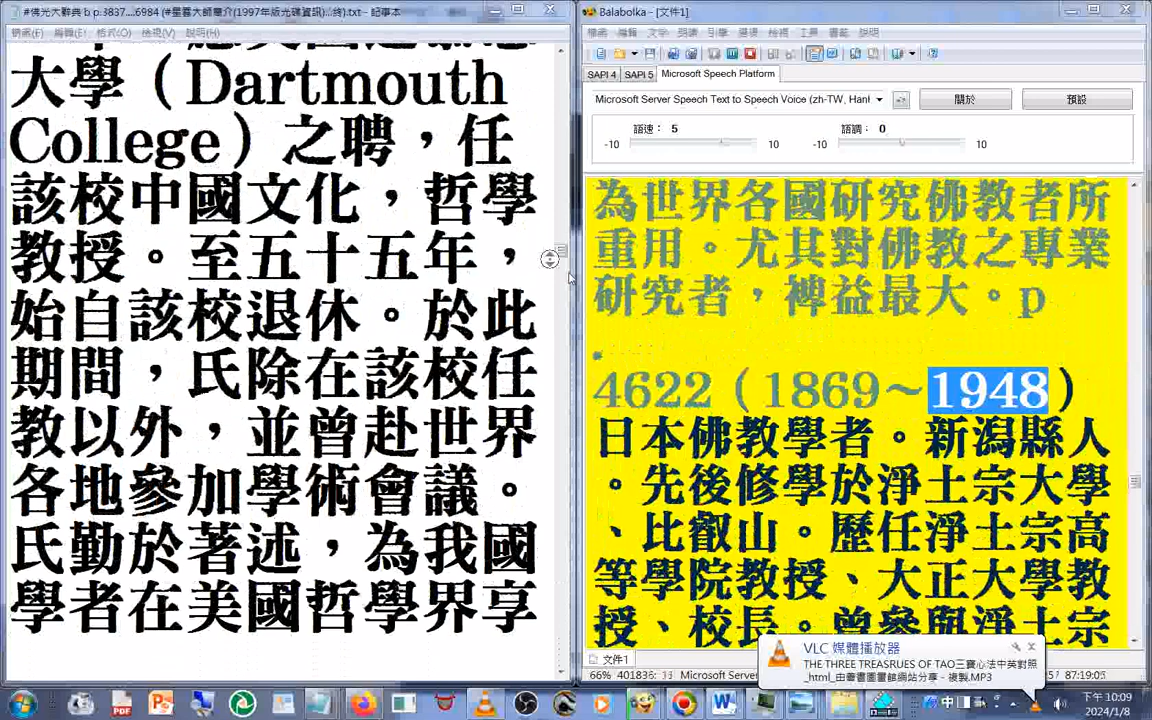 #佛光大辭典 b p.3837....6984 (#星雲大師簡介(1997年版光碟資訊)...終).txt - 記事本
檔案(F) 編輯(E) 格式(O) 檢視(V) 說明(H)
大學（Dartmouth
College）之聘，任
該校中國文化，哲學
教授。至五十五年，
始自該校退休。於此
期間，氏除在該校任
教以外，並曾赴世界
各地參加學術會議。
氏勤於著述，為我國
學者在美國哲學界享
Balabolka - [文件1]
檔案 編輯 文字 朗讀 引擎 選項 檢視 工具 書籤 說明
SAPI 4 SAPI 5 Microsoft Speech Platform
Microsoft Server Speech Text to Speech Voice (zh-TW, Hanl
關於
預設
語速： 5
語調： 0
-10 10 -10 10
為世界各國研究佛教者所
重用。尤其對佛教之專業
研究者，裨益最大。p
.
4622（1869～1948）
日本佛教學者。新潟縣人
。先後修學於淨土宗大學
、比叡山。歷任淨土宗高
等學院教授、大正大學教
授、校長。曾參與淨土宗
文件1
66% 401836: Microsoft Server
87:19:05
VLC 媒體播放器
THE THREE TREASRUES OF TAO三寶心法中英對照
_html_由善書圖書館網站分享 - 複製.MP3
中
下午 10:09
2024/1/8